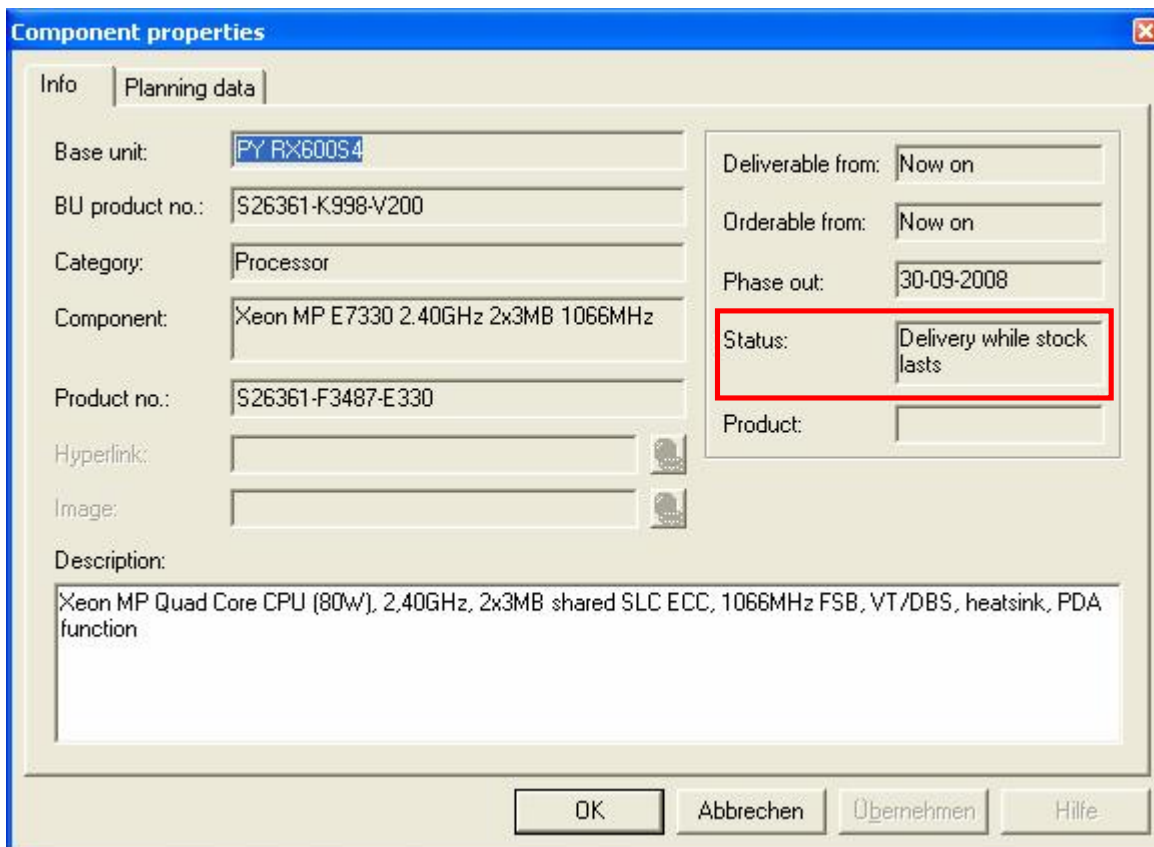 Component properties
Info
Planning data
Base unit: PY RX600S4
BU product no.: S26361-K998-V200
Category: Processor
Component: Xeon MP E7330 2.40GHz 2x3MB 1066MHz
Product no.: S26361-F3487-E330
Hyperlink:
Image:
Deliverable from: Now on
Orderable from: Now on
Phase out: 30-09-2008
Status: Delivery while stock
lasts
Product:
Description:
Xeon MP Quad Core CPU (80W), 2,40GHz, 2x3MB shared SLC ECC, 1066MHz FSB, VT/DBS, heatsink, PDA
function
OK
Abbrechen
Übernehmen
Hilfe